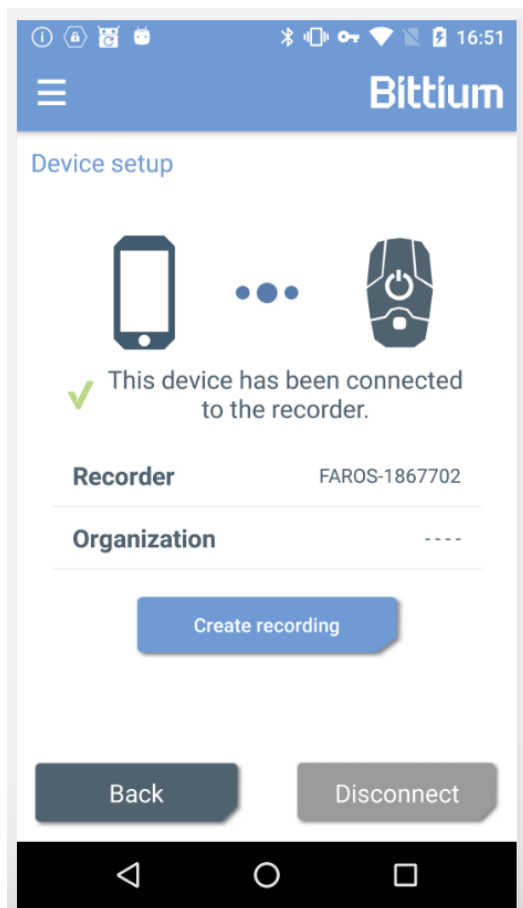 16:51
Bittium
Device setup
This device has been connected
to the recorder.
Recorder FAROS-1867702
Organization ----
Create recording
Back Disconnect